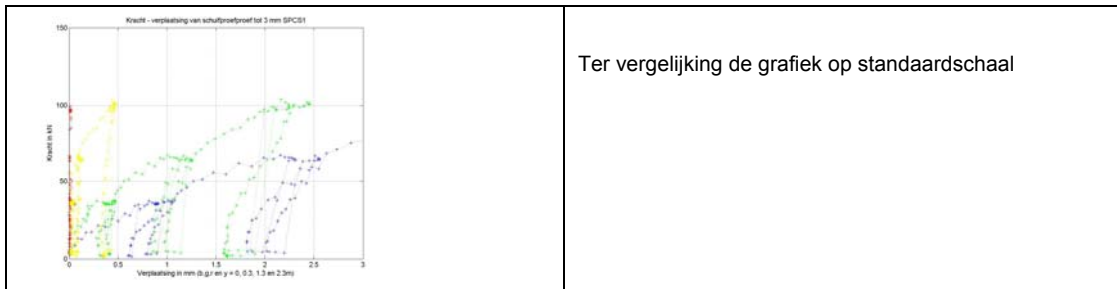 Kracht - verplaatsing van schuifproefproef tot 3 mm SPCS1
150
100
50
0
Kracht in kN
0 0.5 1 1.5 2 2.5 3
Verplaatsing in mm (b,g,r en y = 0, 0.3, 1.3 en 2.3m)
Ter vergelijking de grafiek op standaardschaal